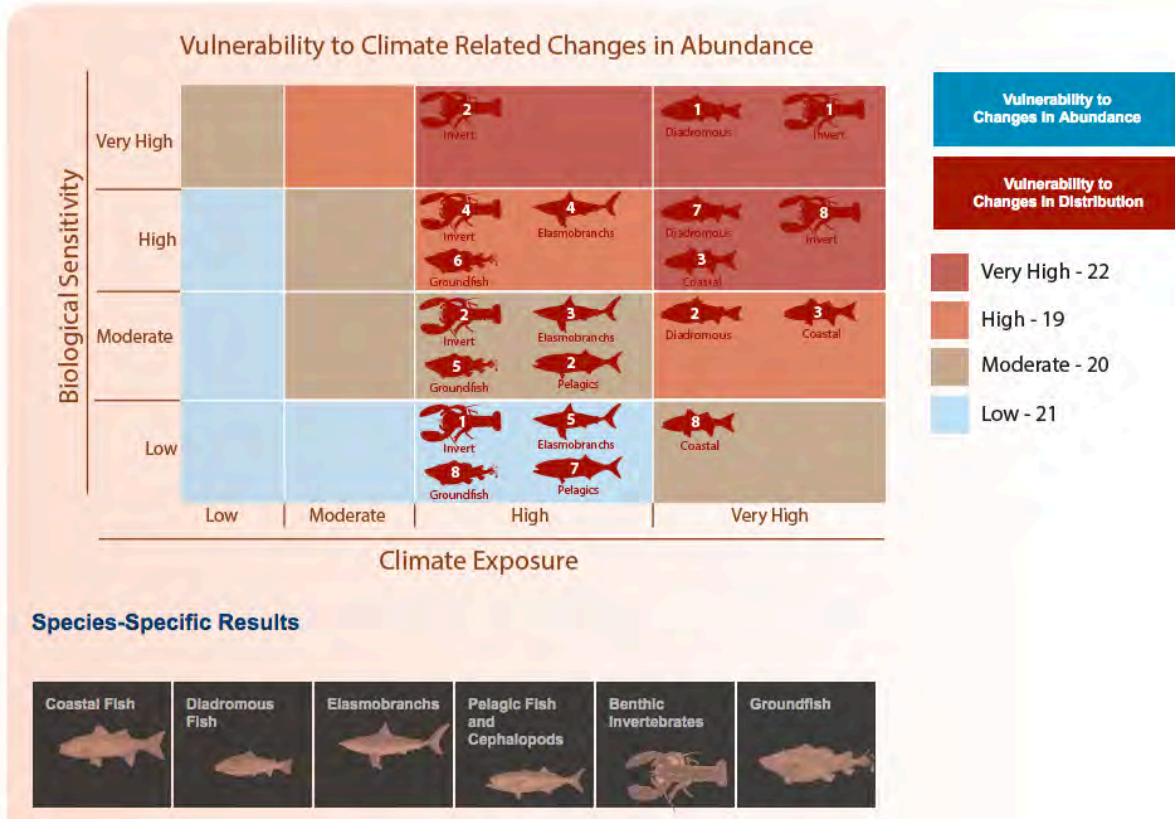 Vulnerability to Climate Related Changes in Abundance
Biological Sensitivity
Very High
2
Invert
1
Diadromous
1
Invert
High
4
Invert
4
Elasmobranchs
6
Groundfish
7
Diadromous
8
Invert
3
Coastal
Moderate
2
Invert
3
Elasmobranchs
5
Groundfish
2
Pelagics
2
Diadromous
3
Coastal
Low
1
Invert
5
Elasmobranchs
8
Groundfish
7
Pelagics
8
Coastal
Low
Moderate
High
Very High
Climate Exposure
Vulnerability to
Changes In Abundance
Vulnerability to
Changes In Distribution
Very High - 22
High - 19
Moderate - 20
Low - 21
Species-Specific Results
Coastal Fish
Diadromous
Fish
Elasmobranchs
Pelagic Fish
and
Cephalopods
Benthic
Invertebrates
Groundfish